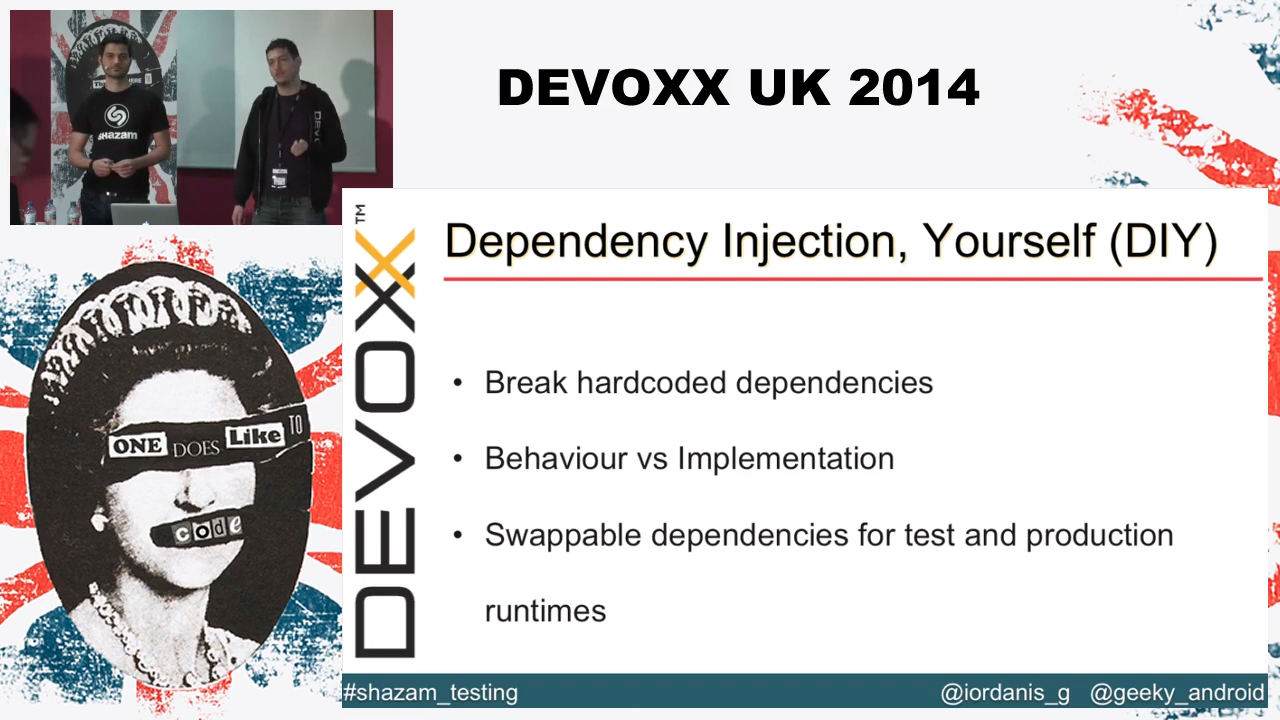 DEVOXX UK 2014
SHAZAM
DEVOXX™
Dependency Injection, Yourself (DIY)
• Break hardcoded dependencies
• Behaviour vs Implementation
• Swappable dependencies for test and production
runtimes
ONE DOES Like TO
code
#shazam_testing
@iordanis_g @geeky_android